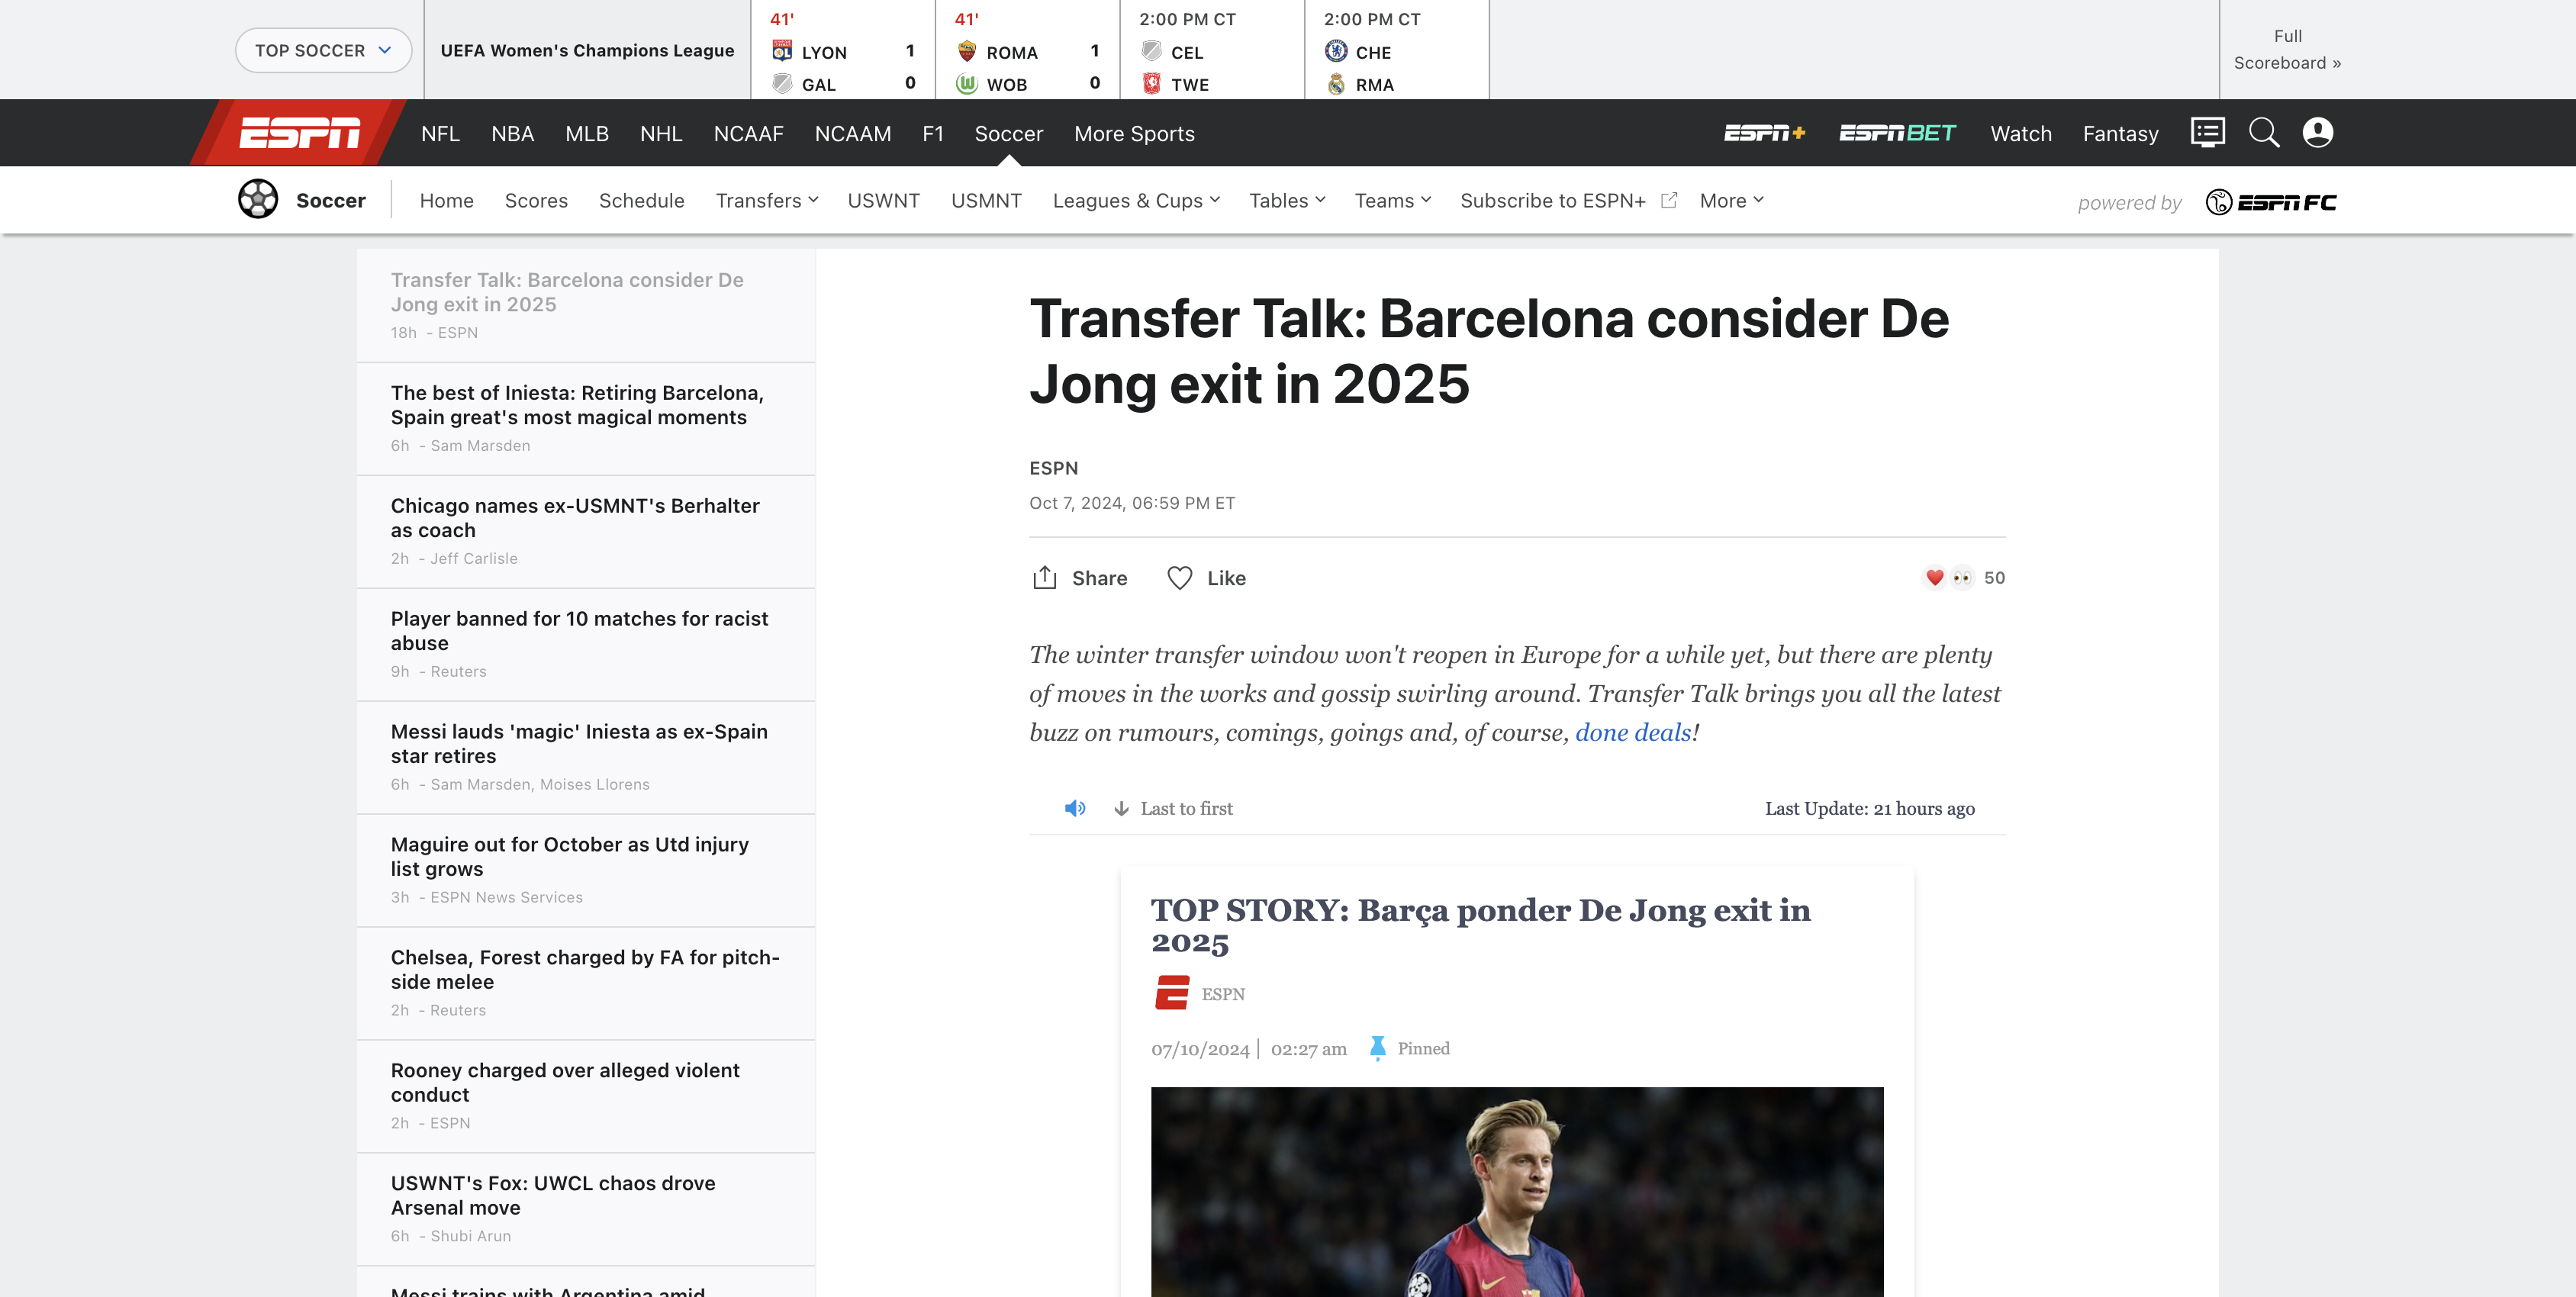 TOP SOCCER
UEFA Women's Champions League
41'
LYON 1
GAL 0
41'
ROMA 1
WOB 0
2:00 PM CT
CEL
TWE
2:00 PM CT
CHE
RMA
Full
Scoreboard »
ESPN
NFL NBA MLB NHL NCAAF NCAAM F1 Soccer More Sports
ESPN+ ESPN BET Watch Fantasy
Soccer Home Scores Schedule Transfers USWNT USMNT Leagues & Cups Tables Teams Subscribe to ESPN+ More
powered by ESPN FC
Transfer Talk: Barcelona consider De
Jong exit in 2025
18h - ESPN
The best of Iniesta: Retiring Barcelona,
Spain great's most magical moments
6h - Sam Marsden
Chicago names ex-USMNT's Berhalter
as coach
2h - Jeff Carlisle
Player banned for 10 matches for racist
abuse
9h - Reuters
Messi lauds 'magic' Iniesta as ex-Spain
star retires
6h - Sam Marsden, Moises Llorens
Maguire out for October as Utd injury
list grows
3h - ESPN News Services
Chelsea, Forest charged by FA for pitch-
side melee
2h - Reuters
Rooney charged over alleged violent
conduct
2h - ESPN
USWNT's Fox: UWCL chaos drove
Arsenal move
6h - Shubi Arun
Messi trains with Argentina amid
Transfer Talk: Barcelona consider De
Jong exit in 2025
ESPN
Oct 7, 2024, 06:59 PM ET
Share Like 50
The winter transfer window won't reopen in Europe for a while yet, but there are plenty
of moves in the works and gossip swirling around. Transfer Talk brings you all the latest
buzz on rumours, comings, goings and, of course, done deals!
Last to first
Last Update: 21 hours ago
TOP STORY: Barça ponder De Jong exit in
2025
ESPN
07/10/2024 | 02:27 am Pinned